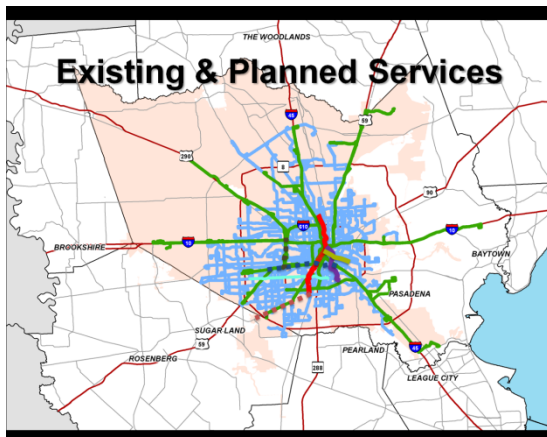 THE WOODLANDS
Existing & Planned Services
45
59
290
8
90
610
10
10
BROOKSHIRE
BAYTOWN
PASADENA
SUGAR LAND
59
PEARLAND
45
ROSENBERG
288
LEAGUE CITY